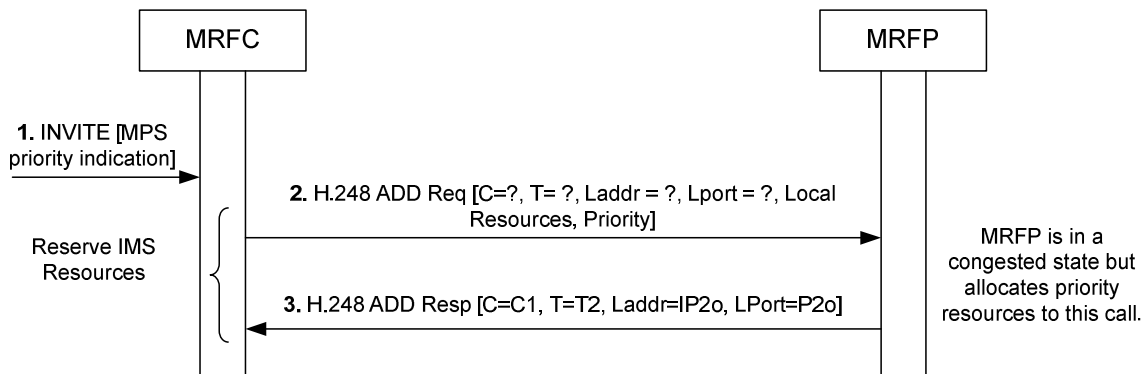 MRFC
MRFP
1. INVITE [MPS
priority indication]
2. H.248 ADD Req [C=?, T= ?, Laddr = ?, Lport = ?, Local
Resources, Priority]
Reserve IMS
Resources
MRFP is in a
congested state but
allocates priority
resources to this call.
3. H.248 ADD Resp [C=C1, T=T2, Laddr=IP2o, LPort=P2o]